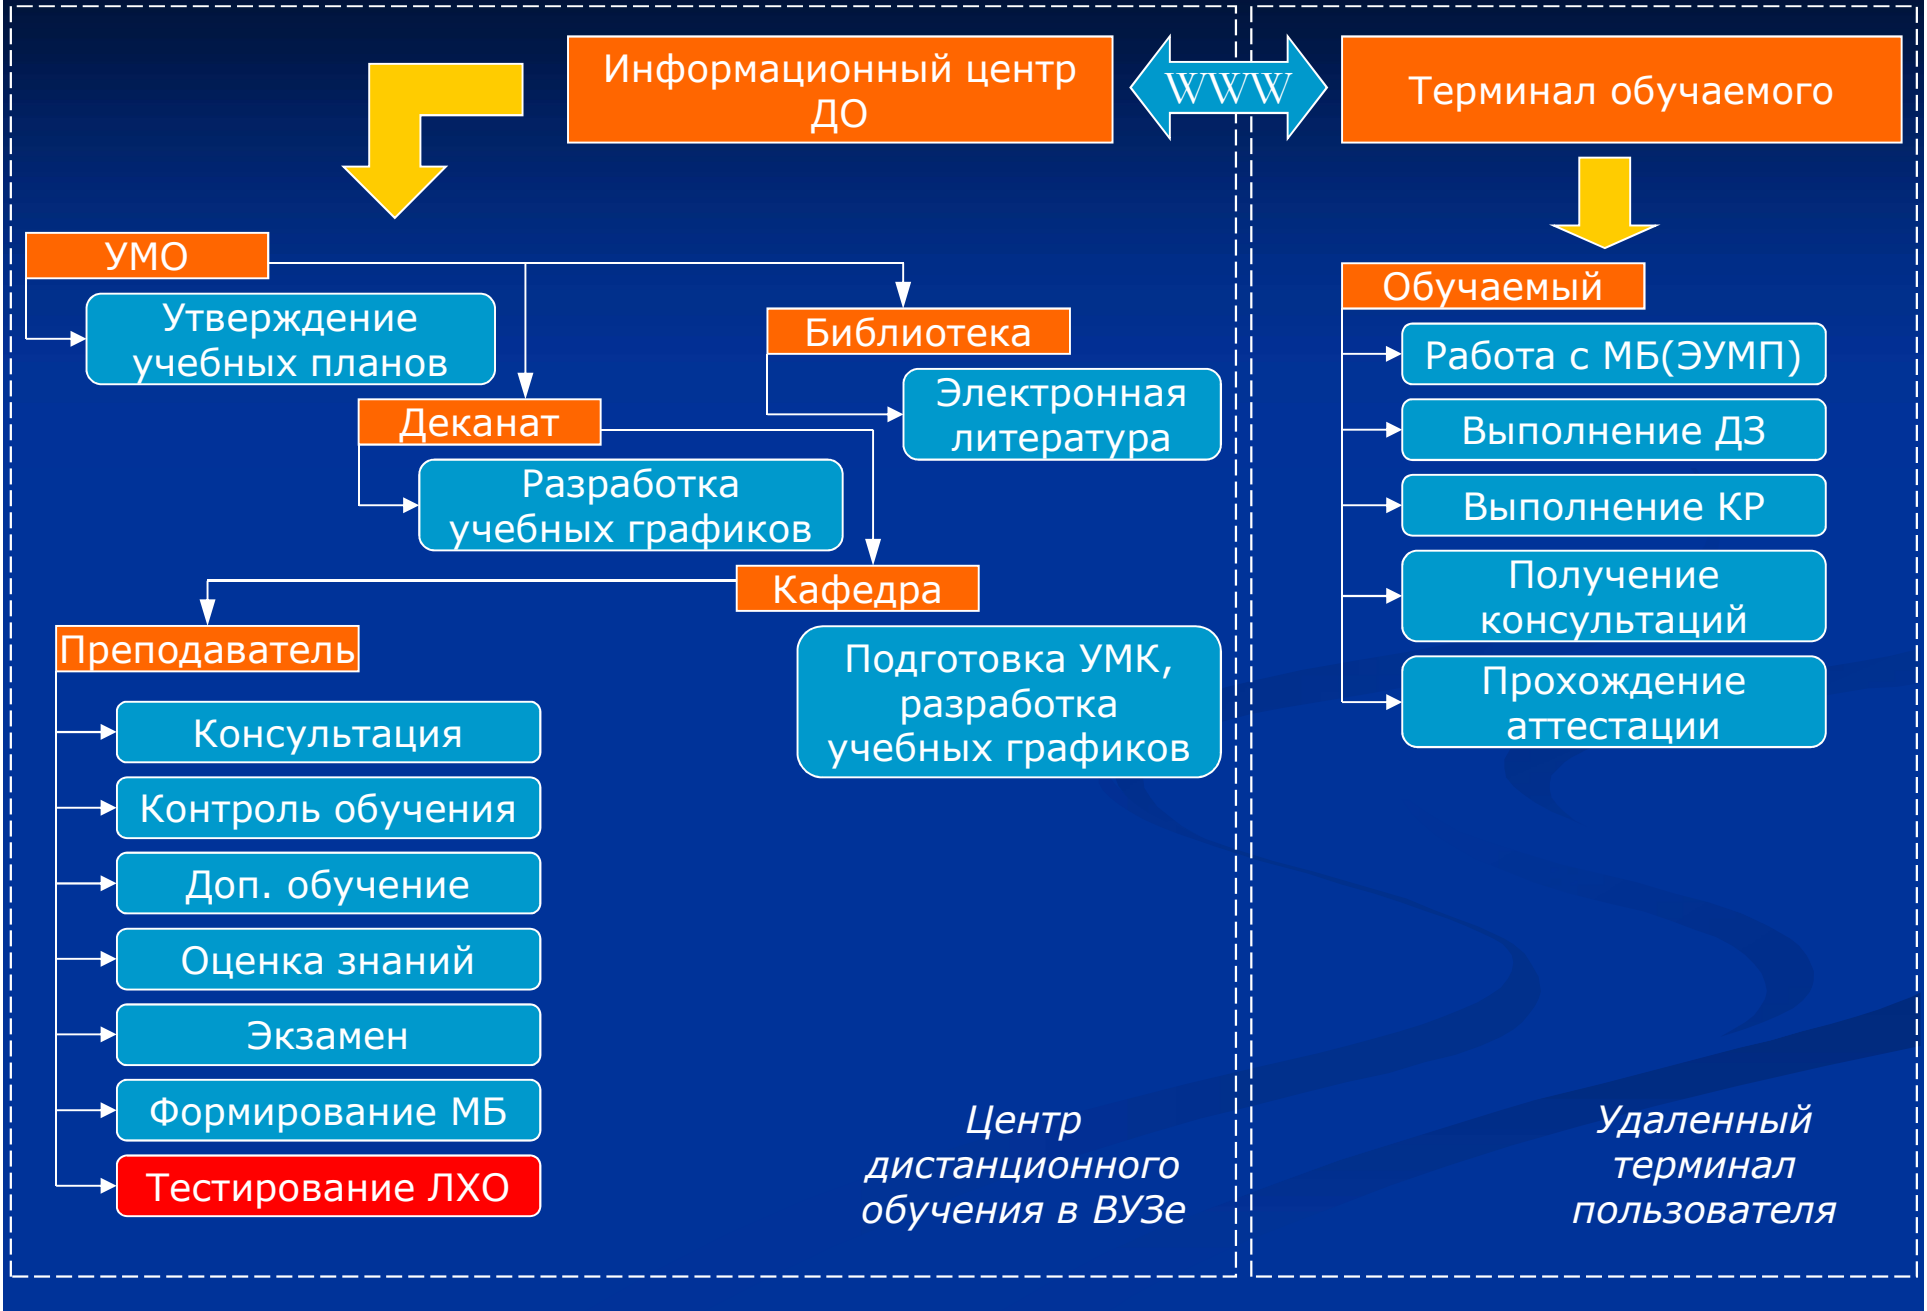 Информационный центр
ДО
WWW
Терминал обучаемого
УМО
Утверждение
учебных планов
Библиотека
Электронная
литература
Деканат
Разработка
учебных графиков
Кафедра
Подготовка УМК,
разработка
учебных графиков
Преподаватель
Консультация
Контроль обучения
Доп. обучение
Оценка знаний
Экзамен
Формирование МБ
Тестирование ЛХО
Центр
дистанционного
обучения в ВУЗе
Обучаемый
Работа с МБ(ЭУМП)
Выполнение ДЗ
Выполнение КР
Получение
консультаций
Прохождение
аттестации
Удаленный
терминал
пользователя